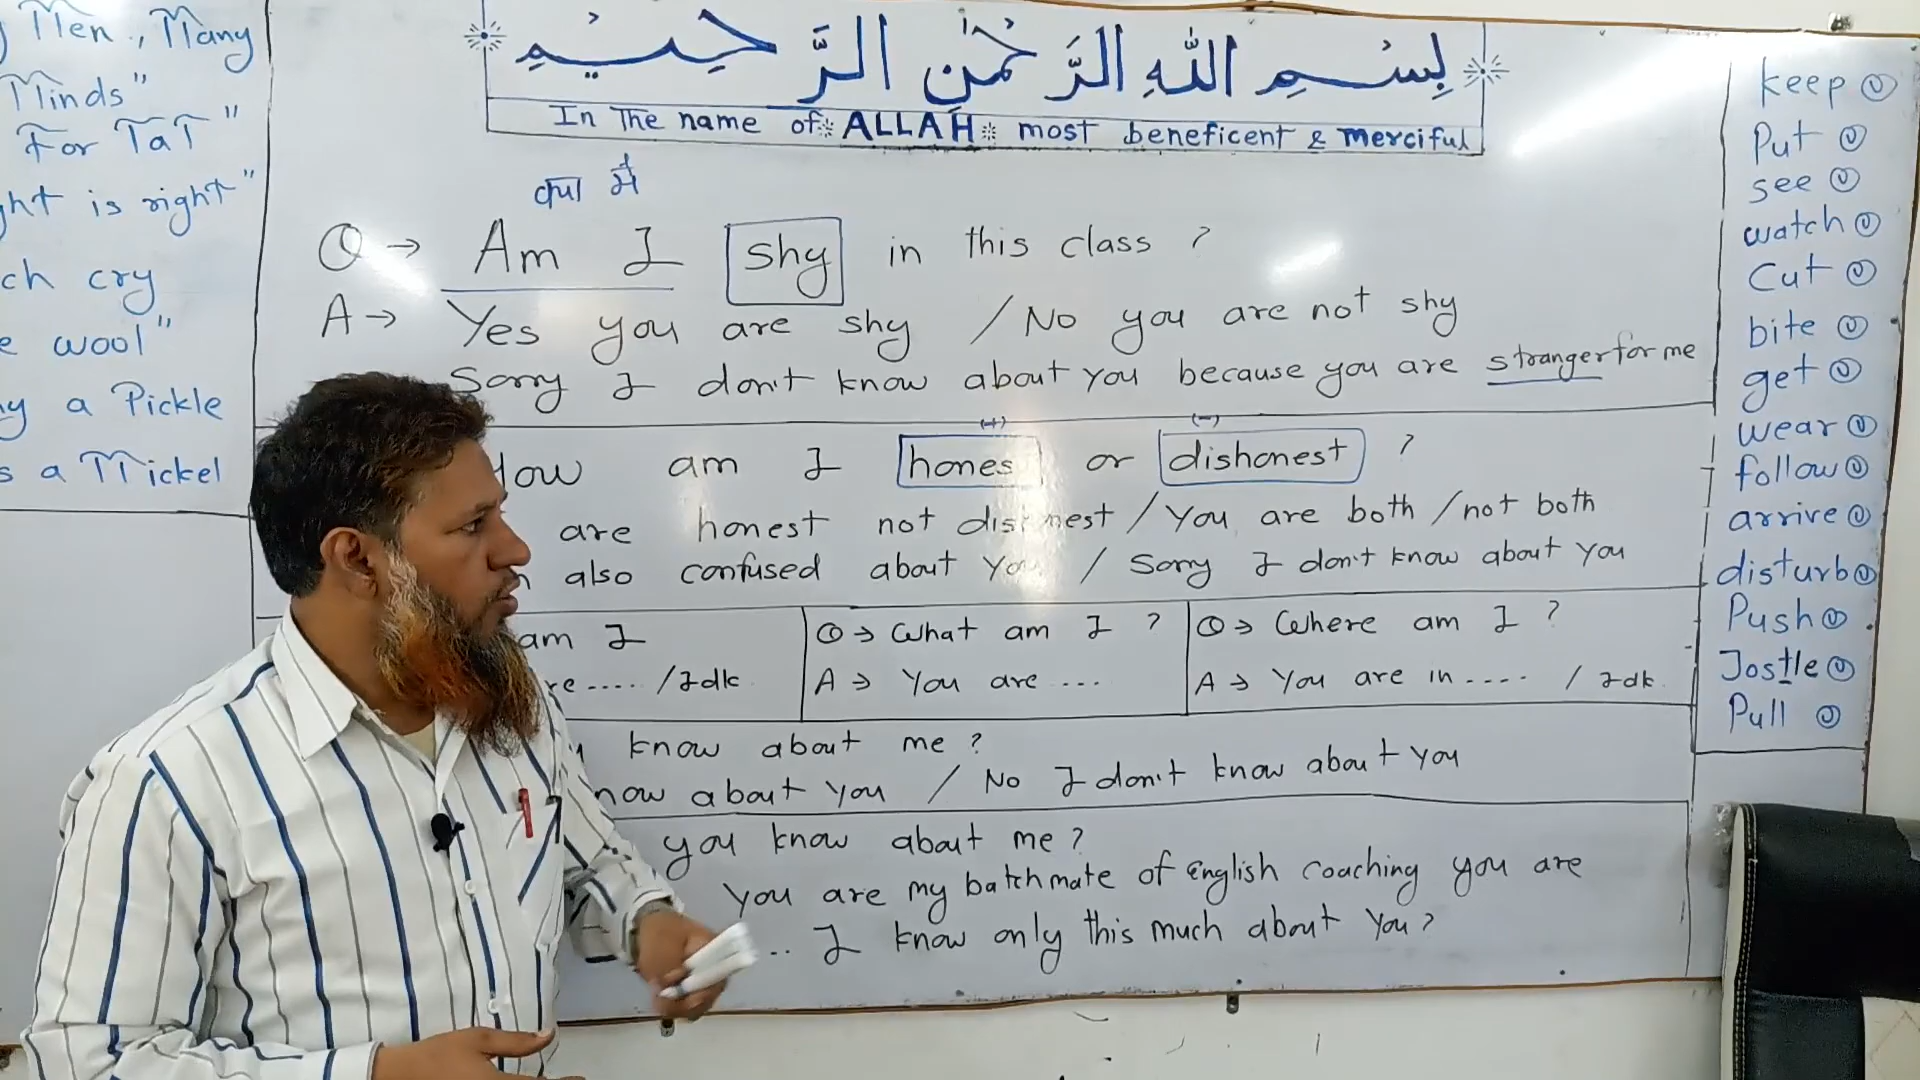 Men, Many
Minds"
For TaT"
is right"
cry
wool"
a Pickle
a Mickel
بِسْمِ اللهِ الرَّحْمٰنِ الرَّحِيْمِ
In The name of ALLAH most beneficent & merciful
क्या मैं
Q → Am I shy in this class ?
A → Yes you are shy / No you are not shy
Sorry I don't know about you because you are stranger for me
(+) (-)
How am I hones or dishonest ?
are honest not dishonest / You are both / not both
also confused about You / Sorry I don't know about you
am I
.... / Idk
Q → What am I ?
A → You are ...
Q → Where am I ?
A → You are in .... / Idk
know about me ?
about you / No I don't know about you
you know about me ?
You are my batchmate of English coaching you are
.. I know only this much about you ?
keep (V)
Put (V)
see (V)
watch (V)
Cut (V)
bite (V)
get (V)
wear (V)
follow (V)
arrive (V)
disturb (V)
Push (V)
Jostle (V)
Pull (V)